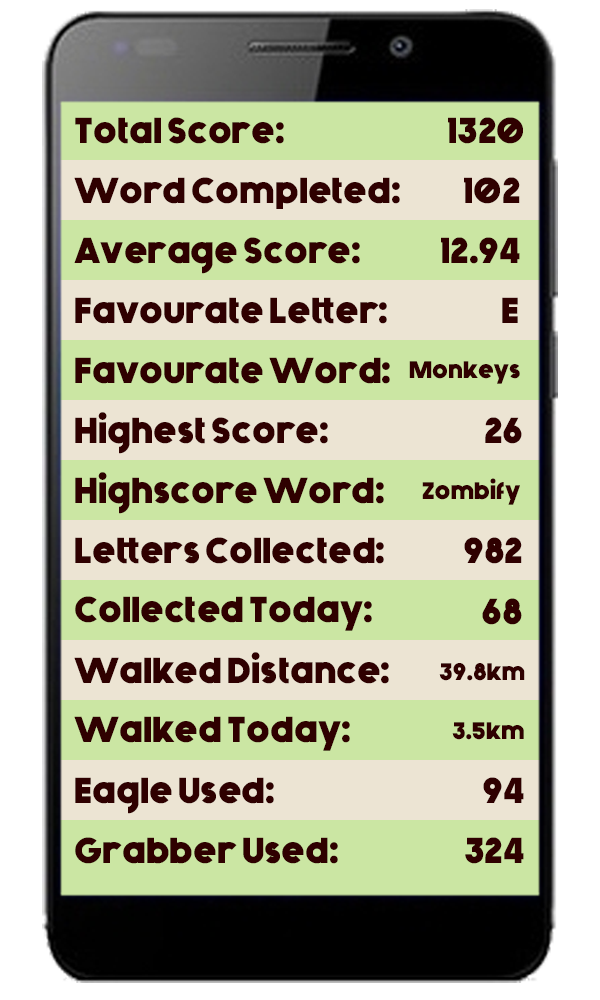 Total Score: 1320
Word Completed: 102
Average Score: 12.94
Favourate Letter: E
Favourate Word: Monkeys
Highest Score: 26
Highscore Word: Zombify
Letters Collected: 982
Collected Today: 68
Walked Distance: 39.8km
Walked Today: 3.5km
Eagle Used: 94
Grabber Used: 324